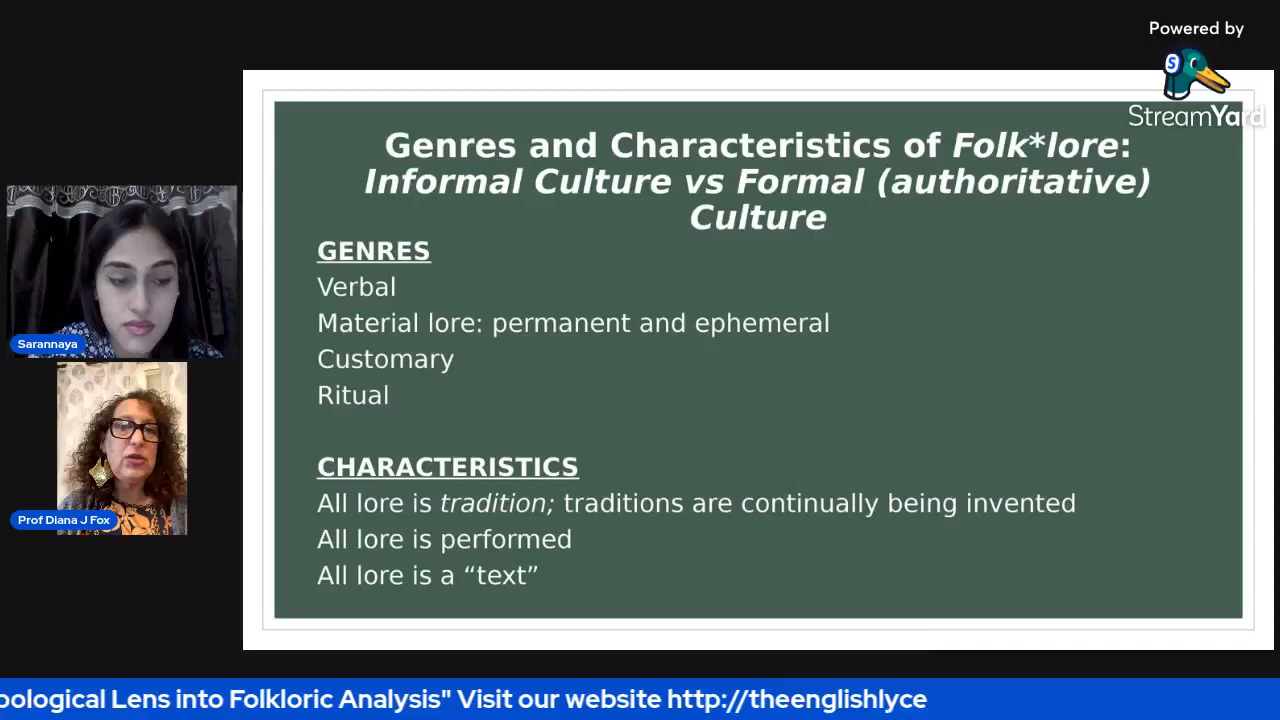 Powered by
StreamYard
Genres and Characteristics of Folk*lore:
Informal Culture vs Formal (authoritative)
Culture
GENRES
Verbal
Material lore: permanent and ephemeral
Customary
Ritual
CHARACTERISTICS
All lore is tradition; traditions are continually being invented
All lore is performed
All lore is a “text”
Sarannaya
Prof Diana J Fox
oological Lens into Folkloric Analysis" Visit our website http://theenglishlyce